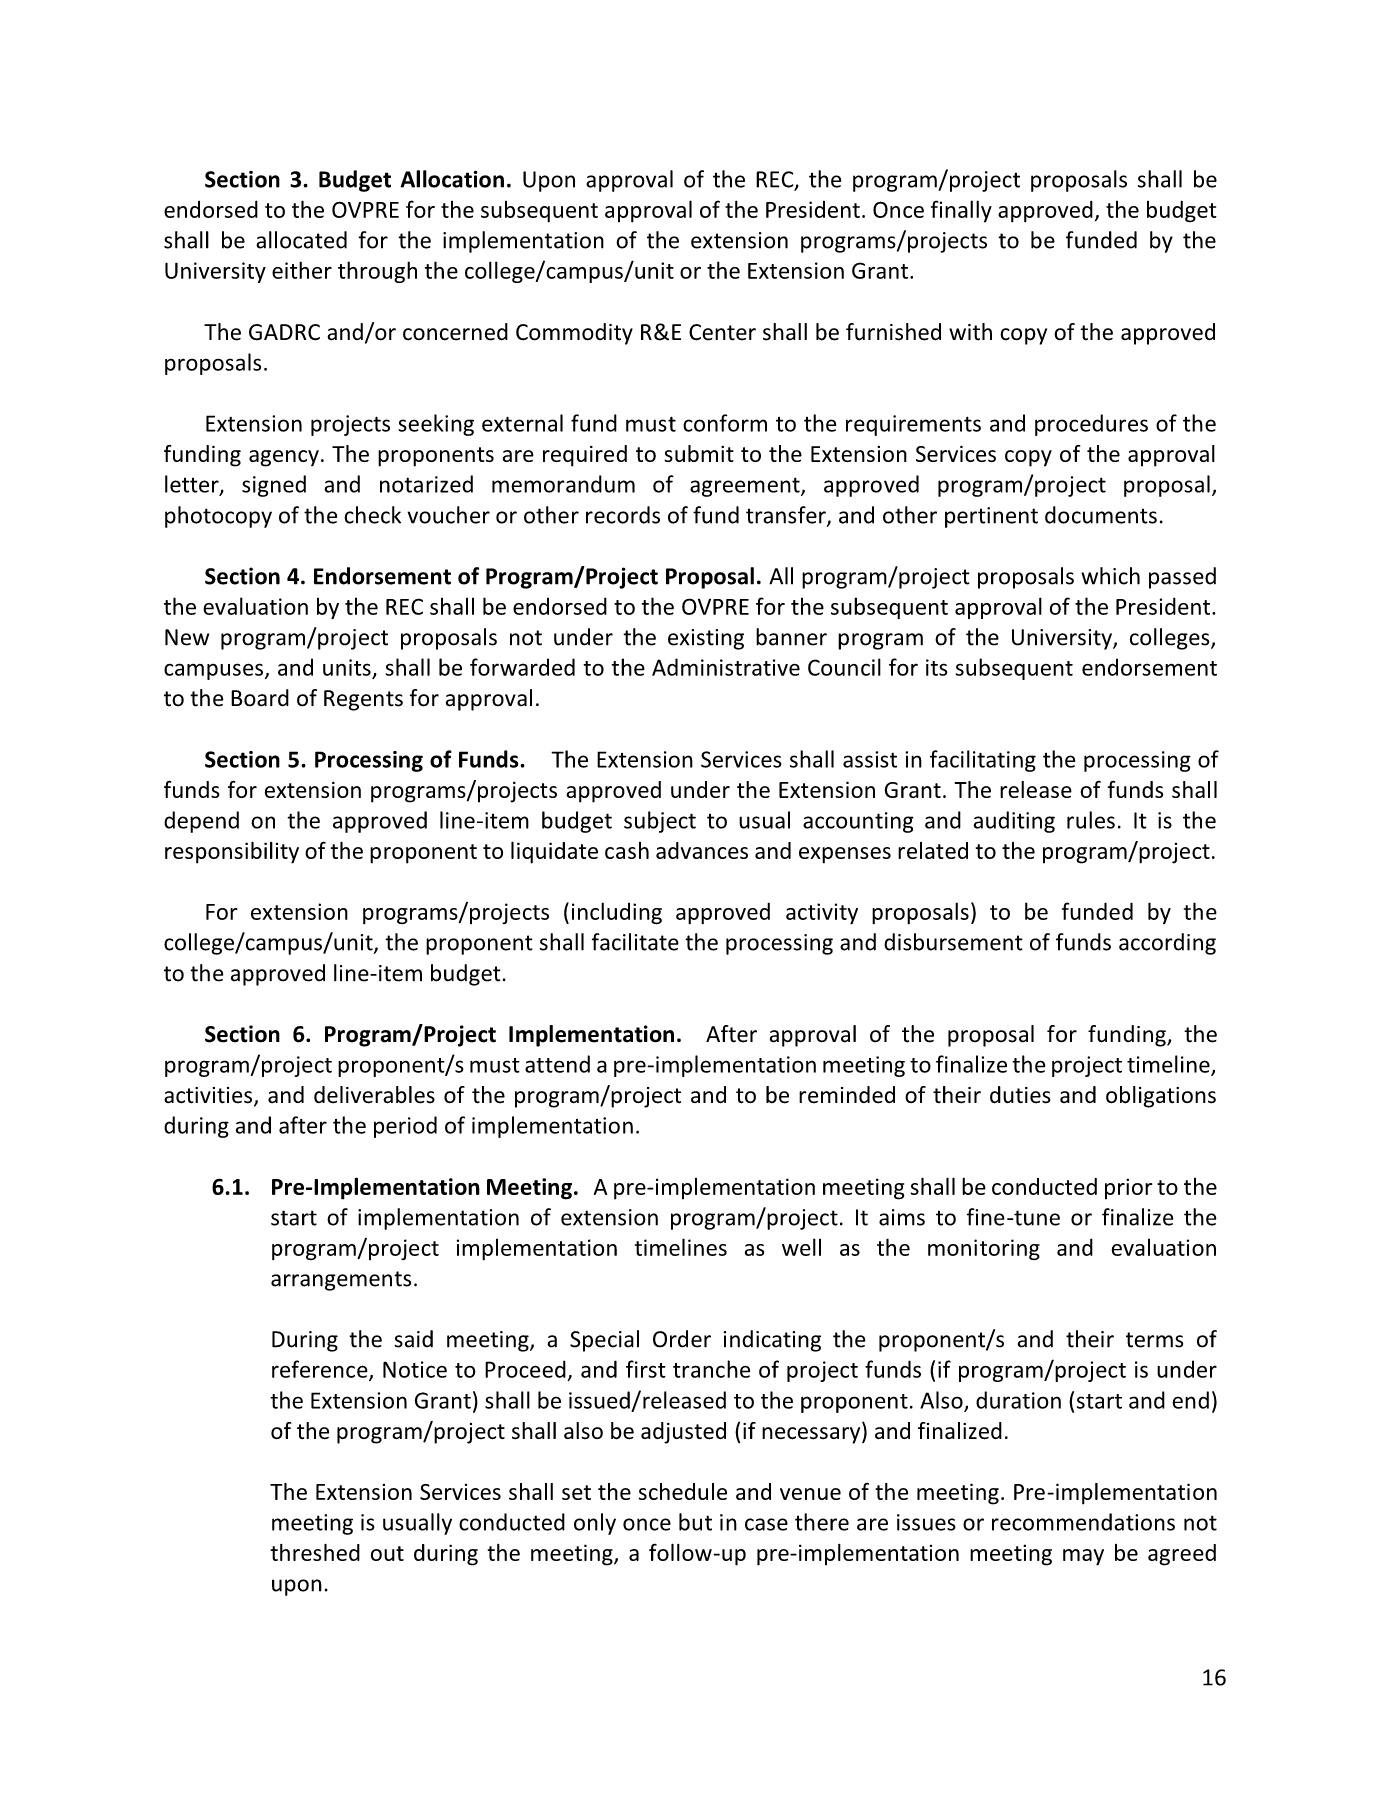 Section 3. Budget Allocation. Upon approval of the REC, the program/project proposals shall be
endorsed to the OVPRE for the subsequent approval of the President. Once finally approved, the budget
shall be allocated for the implementation of the extension programs/projects to be funded by the
University either through the college/campus/unit or the Extension Grant.
The GADRC and/or concerned Commodity R&E Center shall be furnished with copy of the approved
proposals.
Extension projects seeking external fund must conform to the requirements and procedures of the
funding agency. The proponents are required to submit to the Extension Services copy of the approval
letter, signed and notarized memorandum of agreement, approved program/project proposal,
photocopy of the check voucher or other records of fund transfer, and other pertinent documents.
Section 4. Endorsement of Program/Project Proposal. All program/project proposals which passed
the evaluation by the REC shall be endorsed to the OVPRE for the subsequent approval of the President.
New program/project proposals not under the existing banner program of the University, colleges,
campuses, and units, shall be forwarded to the Administrative Council for its subsequent endorsement
to the Board of Regents for approval.
Section 5. Processing of Funds. The Extension Services shall assist in facilitating the processing of
funds for extension programs/projects approved under the Extension Grant. The release of funds shall
depend on the approved line-item budget subject to usual accounting and auditing rules. It is the
responsibility of the proponent to liquidate cash advances and expenses related to the program/project.
For extension programs/projects (including approved activity proposals) to be funded by the
college/campus/unit, the proponent shall facilitate the processing and disbursement of funds according
to the approved line-item budget.
Section 6. Program/Project Implementation. After approval of the proposal for funding, the
program/project proponent/s must attend a pre-implementation meeting to finalize the project timeline,
activities, and deliverables of the program/project and to be reminded of their duties and obligations
during and after the period of implementation.
6.1. Pre-Implementation Meeting. A pre-implementation meeting shall be conducted prior to the
start of implementation of extension program/project. It aims to fine-tune or finalize the
program/project implementation timelines as well as the monitoring and evaluation
arrangements.
During the said meeting, a Special Order indicating the proponent/s and their terms of
reference, Notice to Proceed, and first tranche of project funds (if program/project is under
the Extension Grant) shall be issued/released to the proponent. Also, duration (start and end)
of the program/project shall also be adjusted (if necessary) and finalized.
The Extension Services shall set the schedule and venue of the meeting. Pre-implementation
meeting is usually conducted only once but in case there are issues or recommendations not
threshed out during the meeting, a follow-up pre-implementation meeting may be agreed
upon.
16